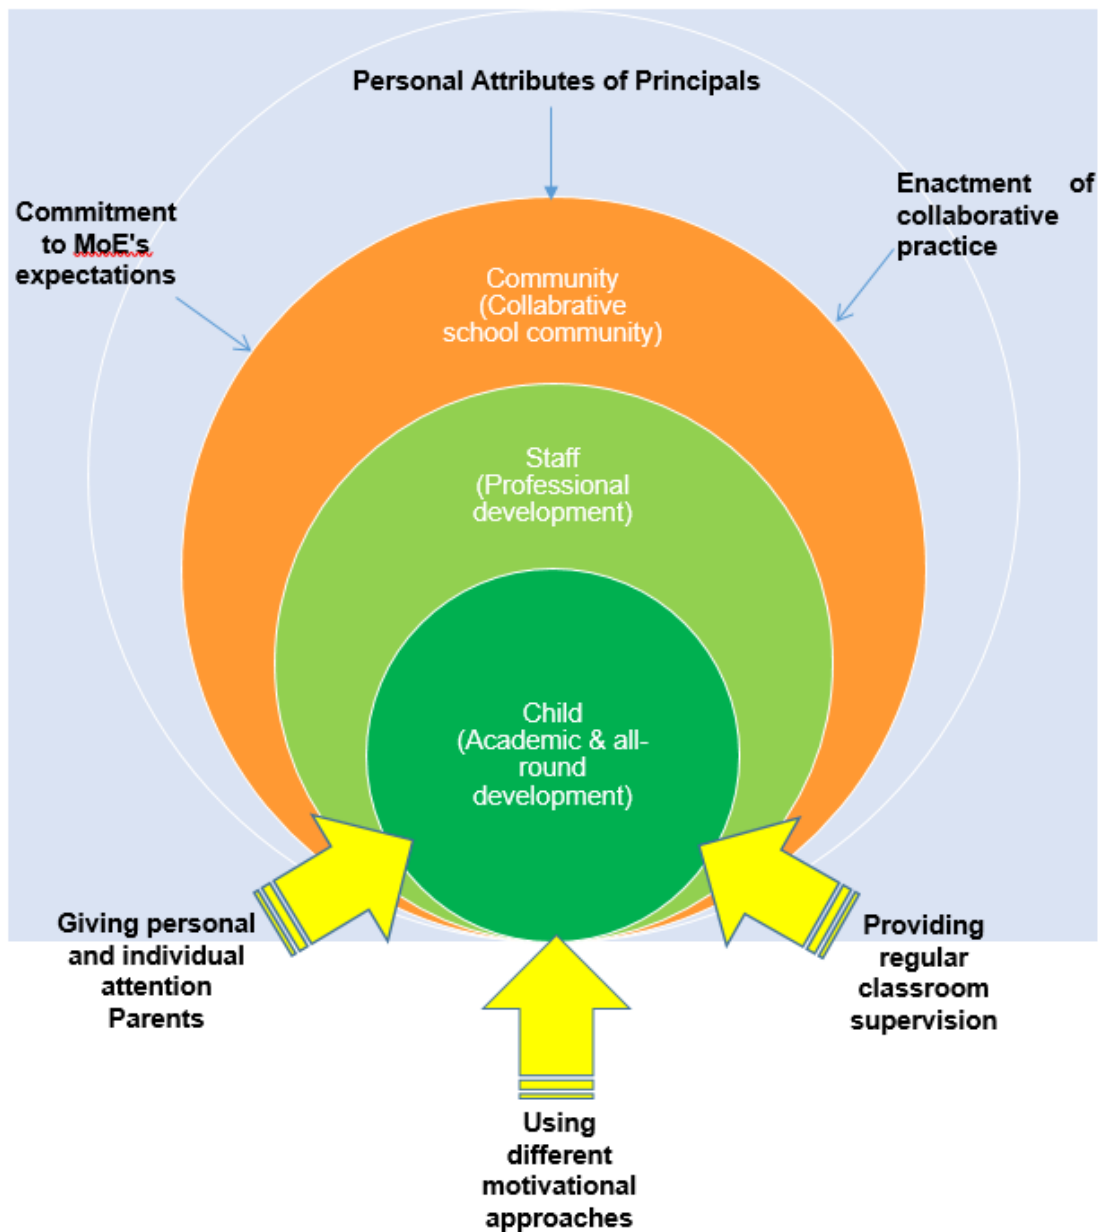 Personal Attributes of Principals
Commitment
to MoE's
expectations
Enactment of
collaborative
practice
Community
(Collabrative
school community)
Staff
(Professional
development)
Child
(Academic & all-
round
development)
Giving personal
and individual
attention
Parents
Providing
regular
classroom
supervision
Using
different
motivational
approaches